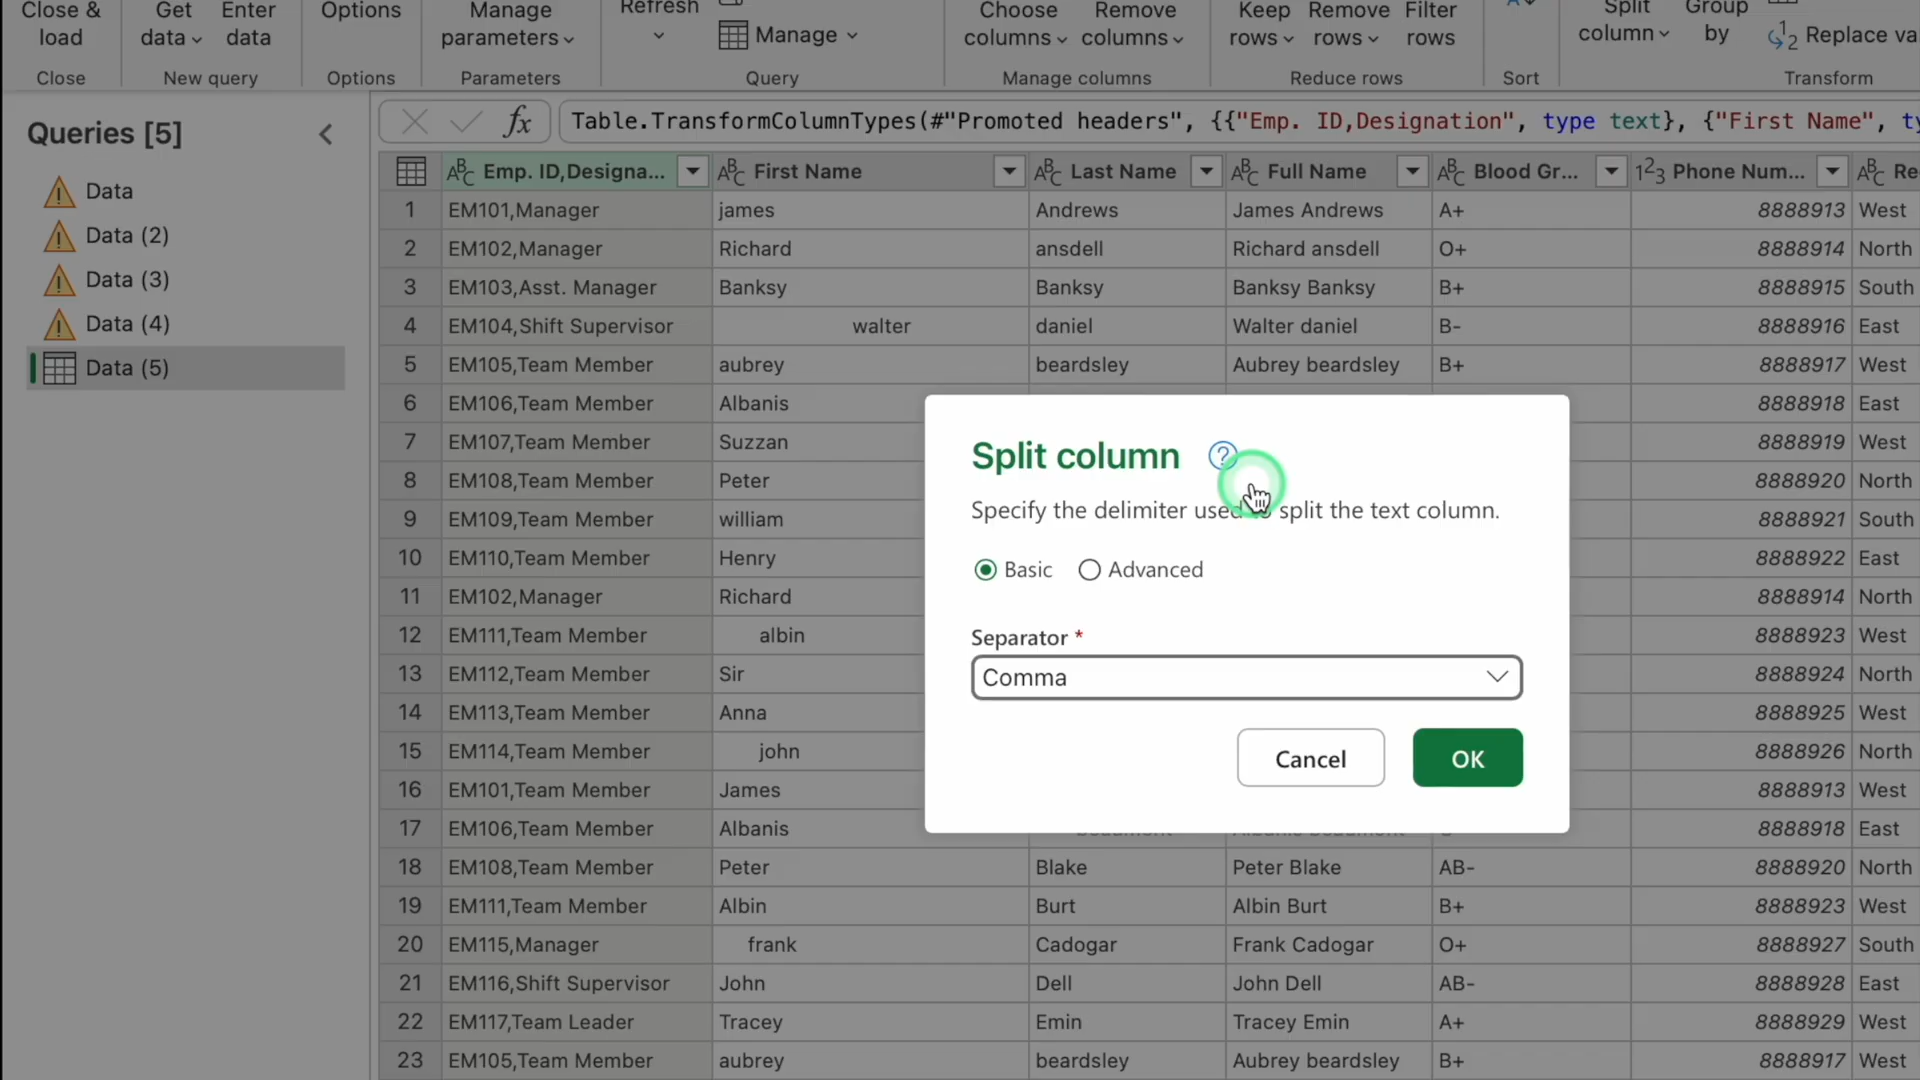 Close & load
Get data
Enter data
Options
Manage parameters
Refresh
Manage
Choose columns
Remove columns
Keep rows
Remove rows
Filter rows
Split column
Group by
Replace va
Close
New query
Options
Parameters
Query
Manage columns
Reduce rows
Sort
Transform
Queries [5]
Data
Data (2)
Data (3)
Data (4)
Data (5)
fx Table.TransformColumnTypes(#"Promoted headers", {{"Emp. ID,Designation", type text}, {"First Name", ty
ABC Emp. ID,Designa... ABC First Name ABC Last Name ABC Full Name ABC Blood Gr... 123 Phone Num... ABC Re
1 EM101,Manager james Andrews James Andrews A+ 8888913 West
2 EM102,Manager Richard ansdell Richard ansdell O+ 8888914 North
3 EM103,Asst. Manager Banksy Banksy Banksy Banksy B+ 8888915 South
4 EM104,Shift Supervisor walter daniel Walter daniel B- 8888916 East
5 EM105,Team Member aubrey beardsley Aubrey beardsley B+ 8888917 West
6 EM106,Team Member Albanis 8888918 East
7 EM107,Team Member Suzzan 8888919 West
8 EM108,Team Member Peter 8888920 North
9 EM109,Team Member william 8888921 South
10 EM110,Team Member Henry 8888922 East
11 EM102,Manager Richard 8888914 North
12 EM111,Team Member albin 8888923 West
13 EM112,Team Member Sir 8888924 North
14 EM113,Team Member Anna 8888925 West
15 EM114,Team Member john 8888926 North
16 EM101,Team Member James 8888913 West
17 EM106,Team Member Albanis 8888918 East
18 EM108,Team Member Peter Blake Peter Blake AB- 8888920 North
19 EM111,Team Member Albin Burt Albin Burt B+ 8888923 West
20 EM115,Manager frank Cadogar Frank Cadogar O+ 8888927 South
21 EM116,Shift Supervisor John Dell John Dell AB- 8888928 East
22 EM117,Team Leader Tracey Emin Tracey Emin A+ 8888929 West
23 EM105,Team Member aubrey beardsley Aubrey beardsley B+ 8888917 West
Split column ?
Specify the delimiter used split the text column.
Basic Advanced
Separator *
Comma
Cancel OK